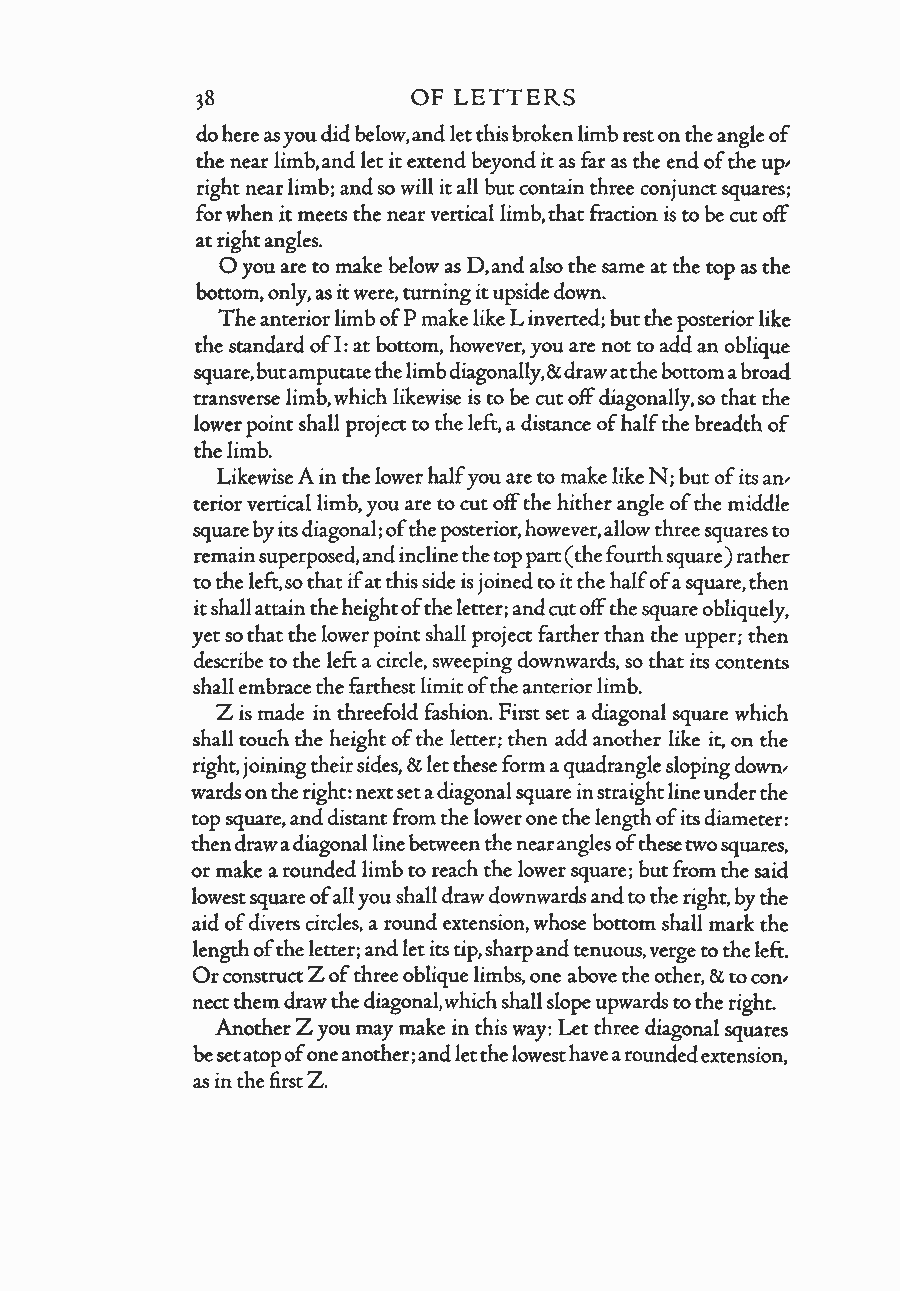 38 OF LETTERS
do here as you did below, and let this broken limb rest on the angle of
the near limb, and let it extend beyond it as far as the end of the up-
right near limb; and so will it all but contain three conjunct squares;
for when it meets the near vertical limb, that fraction is to be cut off
at right angles.
O you are to make below as D, and also the same at the top as the
bottom, only, as it were, turning it upside down.
The anterior limb of P make like L inverted; but the posterior like
the standard of I: at bottom, however, you are not to add an oblique
square, but amputate the limb diagonally, & draw at the bottom a broad
transverse limb, which likewise is to be cut off diagonally, so that the
lower point shall project to the left, a distance of half the breadth of
the limb.
Likewise A in the lower half you are to make like N; but of its an-
terior vertical limb, you are to cut off the hither angle of the middle
square by its diagonal; of the posterior, however, allow three squares to
remain superposed, and incline the top part (the fourth square) rather
to the left, so that if at this side is joined to it the half of a square, then
it shall attain the height of the letter; and cut off the square obliquely,
yet so that the lower point shall project farther than the upper; then
describe to the left a circle, sweeping downwards, so that its contents
shall embrace the farthest limit of the anterior limb.
Z is made in threefold fashion. First set a diagonal square which
shall touch the height of the letter; then add another like it, on the
right, joining their sides, & let these form a quadrangle sloping down-
wards on the right: next set a diagonal square in straight line under the
top square, and distant from the lower one the length of its diameter:
then draw a diagonal line between the near angles of these two squares,
or make a rounded limb to reach the lower square; but from the said
lowest square of all you shall draw downwards and to the right, by the
aid of divers circles, a round extension, whose bottom shall mark the
length of the letter; and let its tip, sharp and tenuous, verge to the left.
Or construct Z of three oblique limbs, one above the other, & to con-
nect them draw the diagonal, which shall slope upwards to the right.
Another Z you may make in this way: Let three diagonal squares
be set atop of one another; and let the lowest have a rounded extension,
as in the first Z.